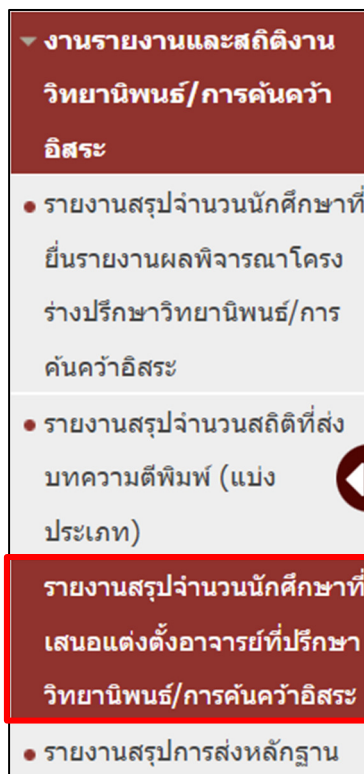 งานรายงานและสถิติงาน
วิทยานิพนธ์/การค้นคว้า
อิสระ
รายงานสรุปจำนวนนักศึกษาที่
ยื่นรายงานผลพิจารณาโครง
ร่างปรึกษาวิทยานิพนธ์/การ
ค้นคว้าอิสระ
รายงานสรุปจำนวนสถิติที่ส่ง
บทความตีพิมพ์ (แบ่ง
ประเภท)
รายงานสรุปจำนวนนักศึกษาที่
เสนอแต่งตั้งอาจารย์ที่ปรึกษา
วิทยานิพนธ์/การค้นคว้าอิสระ
รายงานสรุปการส่งหลักฐาน